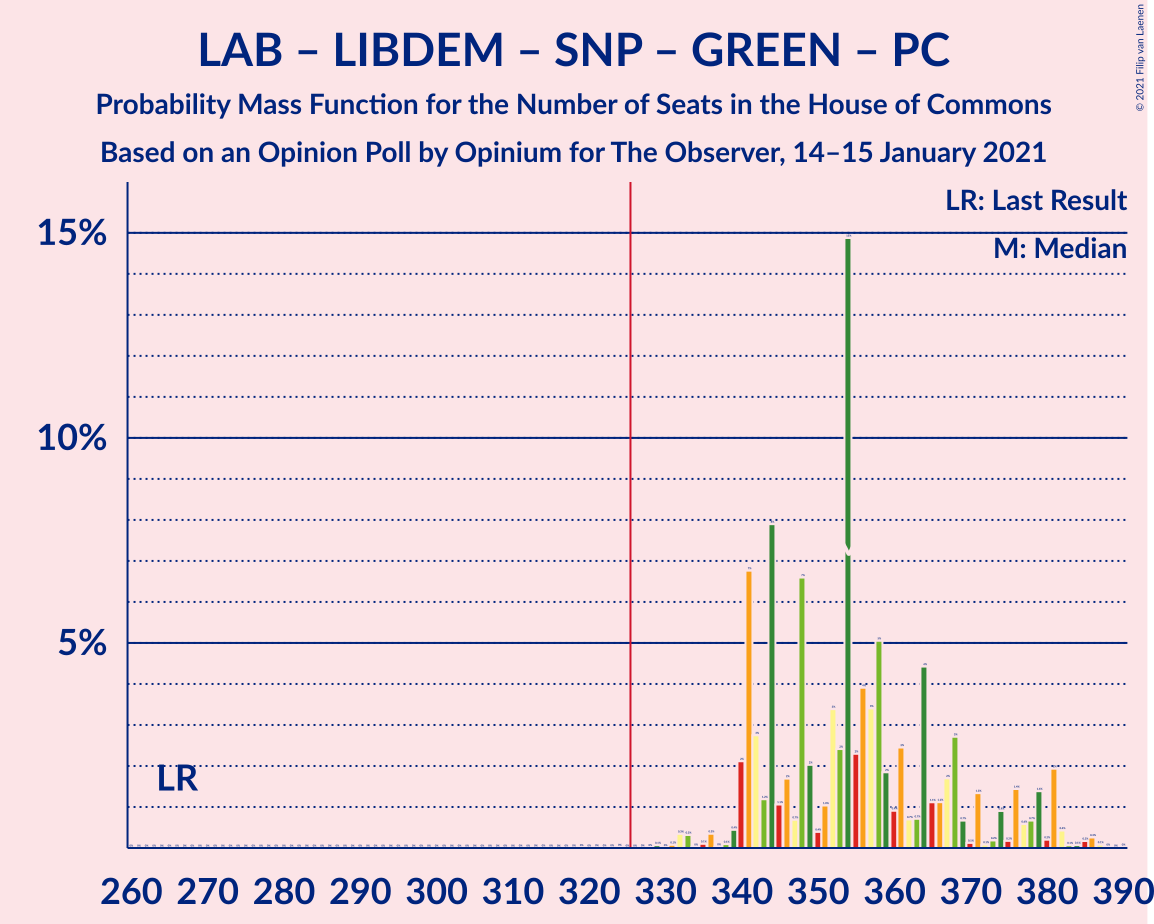 LAB – LIBDEM – SNP – GREEN – PC
Probability Mass Function for the Number of Seats in the House of Commons
Based on an Opinion Poll by Opinium for The Observer, 14–15 January 2021
© 2021 Filip van Laenen
LR: Last Result
M: Median
15%
10%
5%
LR
260 270 280 290 300 310 320 330 340 350 360 370 380 390